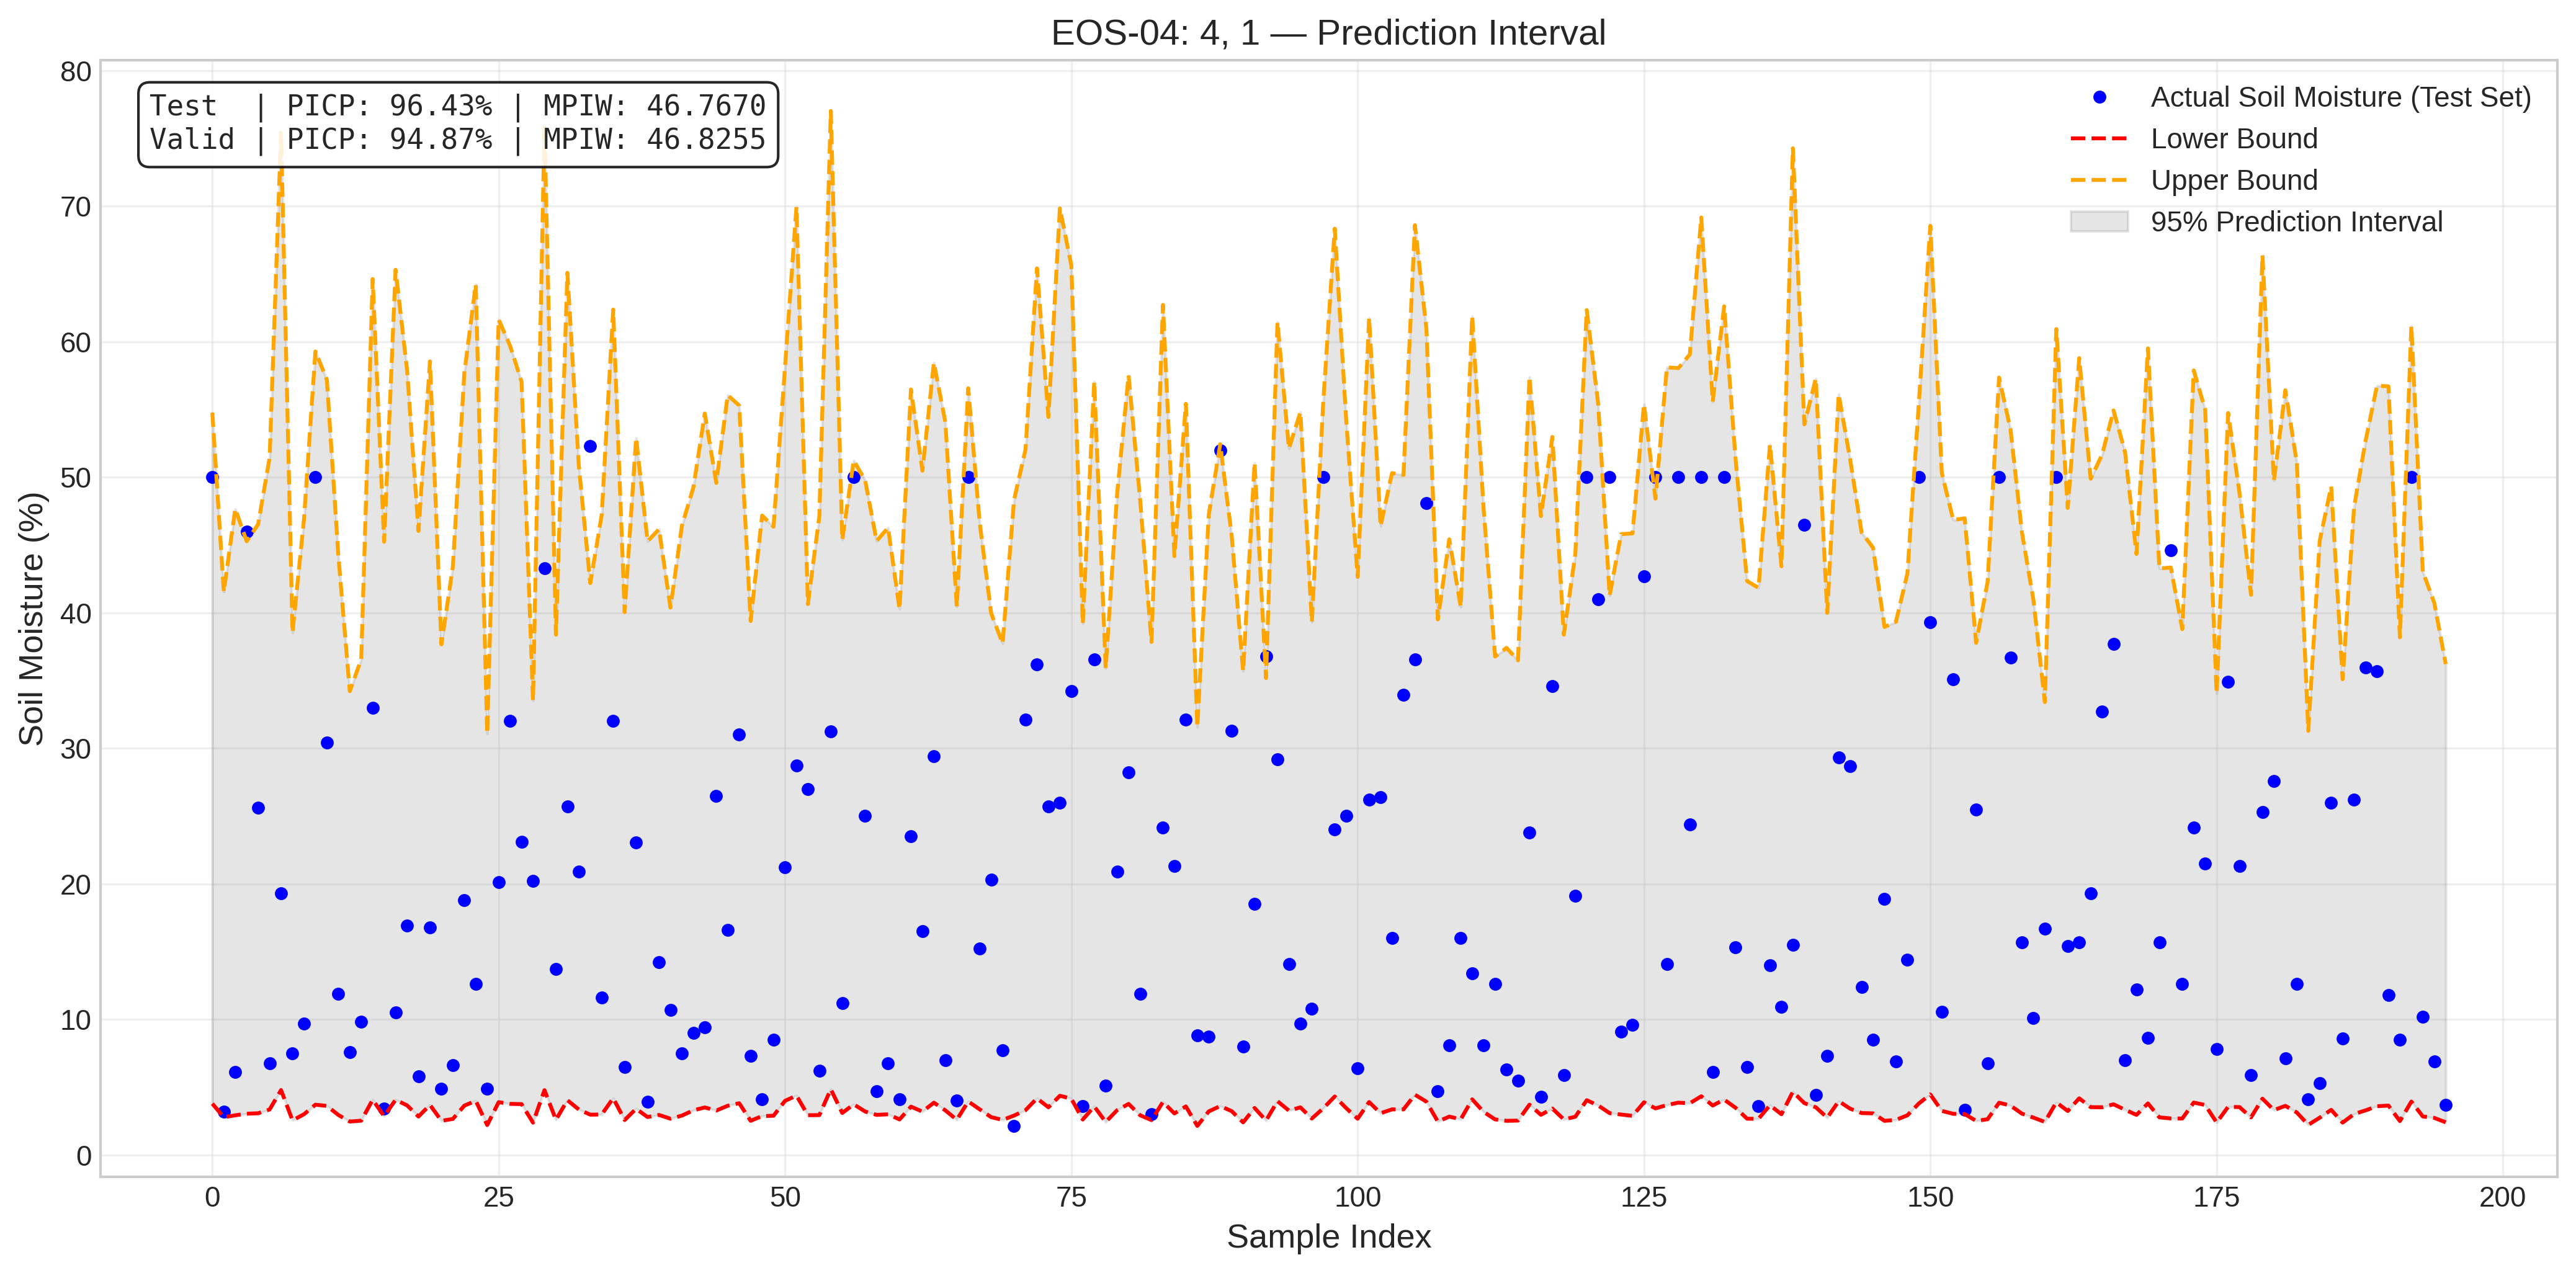 EOS-04: 4, 1 — Prediction Interval
Test  | PICP: 96.43% | MPIW: 46.7670
Valid | PICP: 94.87% | MPIW: 46.8255
Actual Soil Moisture (Test Set)
Lower Bound
Upper Bound
95% Prediction Interval
Soil Moisture (%)
80
70
60
50
40
30
20
10
0
0 25 50 75 100 125 150 175 200
Sample Index